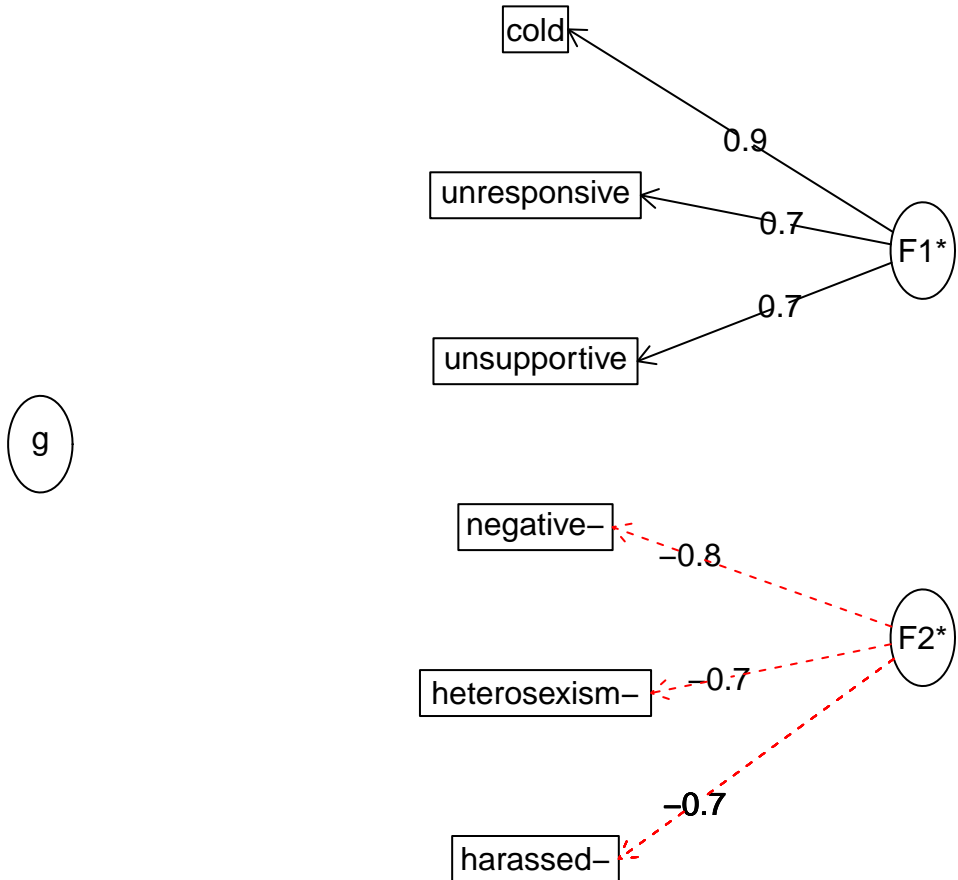 cold
0.9
unresponsive
0.7
F1*
0.7
unsupportive
g
negative−
−0.8
F2*
−0.7
heterosexism−
−0.7
harassed−